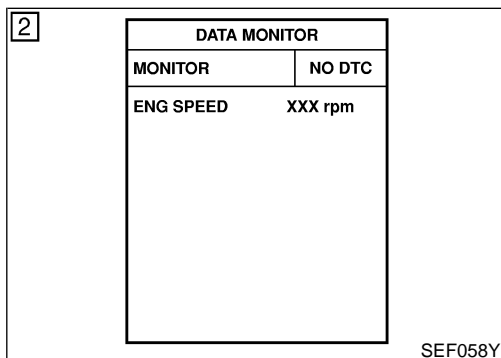 2
DATA MONITOR
MONITOR NO DTC
ENG SPEED XXX rpm
SEF058Y